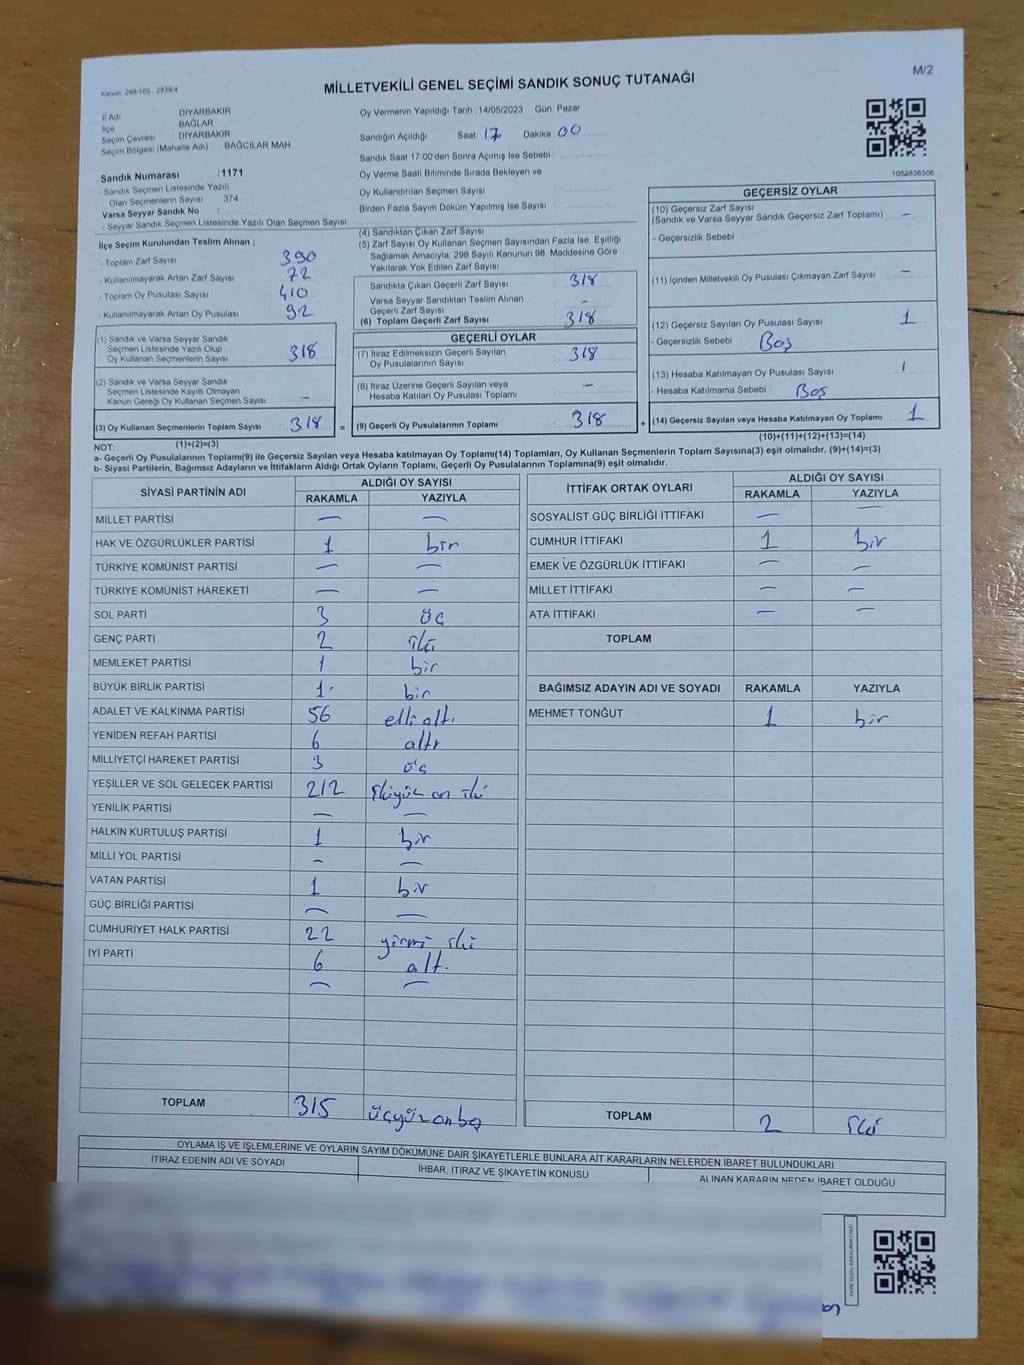 MİLLETVEKİLİ GENEL SEÇİMİ SANDIK SONUÇ TUTANAĞI
M/2
Kanun: 298/105 , 2839/4
İl Adı DİYARBAKIR
İlçe BAĞLAR
Seçim Çevresi DİYARBAKIR
Seçim Bölgesi (Mahalle Adı) : BAĞCILAR MAH
Sandık Numarası :1171
- Sandık Seçmen Listesinde Yazılı
Olan Seçmenlerin Sayısı : 374
Varsa Seyyar Sandık No :
- Seyyar Sandık Seçmen Listesinde Yazılı Olan Seçmen Sayısı :
İlçe Seçim Kurulundan Teslim Alınan ;
- Toplam Zarf Sayısı : 390
- Kullanılmayarak Artan Zarf Sayısı : 72
- Toplam Oy Pusulası Sayısı : 410
- Kullanılmayarak Artan Oy Pusulası : 92
Oy Vermenin Yapıldığı Tarih : 14/05/2023 Gün: Pazar
Sandığın Açıldığı Saat: 17 Dakika : 00
Sandık Saat 17.00'den Sonra Açımış İse Sebebi :
Oy Verme Saati Bitiminde Sırada Bekleyen ve
Oy Kullandırılan Seçmen Sayısı :
Birden Fazla Sayım Döküm Yapılmış İse Sayısı :
(4) Sandıktan Çıkan Zarf Sayısı :
(5) Zarf Sayısı Oy Kullanan Seçmen Sayısından Fazla İse, Eşitliği
Sağlamak Amacıyla, 298 Sayılı Kanunun 98. Maddesine Göre
Yakılarak Yok Edilen Zarf Sayısı :
1082836506
(1) Sandık ve Varsa Seyyar Sandık
Seçmen Listesinde Yazılı Olup
Oy Kullanan Seçmenlerin Sayısı : 318
(2) Sandık ve Varsa Seyyar Sandık
Seçmen Listesinde Kayıtlı Olmayan
Kanun Gereği Oy Kullanan Seçmen Sayısı : –
(3) Oy Kullanan Seçmenlerin Toplam Sayısı : 318 =
Sandıkta Çıkan Geçerli Zarf Sayısı : 318
Varsa Seyyar Sandıktan Teslim Alınan
Geçerli Zarf Sayısı : –
(6) Toplam Geçerli Zarf Sayısı : 318
GEÇERLİ OYLAR
(7) İtiraz Edilmeksizin Geçerli Sayılan
Oy Pusulalarının Sayısı : 318
(8) İtiraz Üzerine Geçerli Sayılan veya
Hesaba Katılan Oy Pusulası Toplamı : –
(9) Geçerli Oy Pusulalarının Toplamı : 318 +
GEÇERSİZ OYLAR
(10) Geçersiz Zarf Sayısı
(Sandık ve Varsa Seyyar Sandık Geçersiz Zarf Toplamı) : –
- Geçersizlik Sebebi :
(11) İçinden Milletvekili Oy Pusulası Çıkmayan Zarf Sayısı : –
(12) Geçersiz Sayılan Oy Pusulası Sayısı : 1
- Geçersizlik Sebebi : Boş
(13) Hesaba Katılmayan Oy Pusulası Sayısı : 1
- Hesaba Katılmama Sebebi : Boş
(14) Geçersiz Sayılan veya Hesaba Katılmayan Oy Toplamı : 1
NOT: (1)+(2)=(3)
(10)+(11)+(12)+(13)=(14)
a- Geçerli Oy Pusulalarının Toplamı(9) ile Geçersiz Sayılan veya Hesaba katılmayan Oy Toplamı(14) Toplamları, Oy Kullanan Seçmenlerin Toplam Sayısına(3) eşit olmalıdır. (9)+(14)=(3)
b- Siyasi Partilerin, Bağımsız Adayların ve İttifakların Aldığı Ortak Oyların Toplamı, Geçerli Oy Pusulalarının Toplamına(9) eşit olmalıdır.
SİYASİ PARTİNİN ADI ALDIĞI OY SAYISI
RAKAMLA YAZIYLA
MİLLET PARTİSİ – –
HAK VE ÖZGÜRLÜKLER PARTİSİ 1 bir
TÜRKİYE KOMÜNİST PARTİSİ – –
TÜRKİYE KOMÜNİST HAREKETİ – –
SOL PARTİ 3 üç
GENÇ PARTİ 2 iki
MEMLEKET PARTİSİ 1 bir
BÜYÜK BİRLİK PARTİSİ 1 bir
ADALET VE KALKINMA PARTİSİ 56 elli altı
YENİDEN REFAH PARTİSİ 6 altı
MİLLİYETÇİ HAREKET PARTİSİ 3 üç
YEŞİLLER VE SOL GELECEK PARTİSİ 212 ikiyüz on iki
YENİLİK PARTİSİ – –
HALKIN KURTULUŞ PARTİSİ 1 bir
MİLLİ YOL PARTİSİ – –
VATAN PARTİSİ 1 bir
GÜÇ BİRLİĞİ PARTİSİ – –
CUMHURİYET HALK PARTİSİ 22 yirmi iki
İYİ PARTİ 6 altı
– –
TOPLAM 315 üçyüzonbeş
İTTİFAK ORTAK OYLARI ALDIĞI OY SAYISI
RAKAMLA YAZIYLA
SOSYALİST GÜÇ BİRLİĞİ İTTİFAKI – –
CUMHUR İTTİFAKI 1 bir
EMEK VE ÖZGÜRLÜK İTTİFAKI – –
MİLLET İTTİFAKI – –
ATA İTTİFAKI – –
TOPLAM
BAĞIMSIZ ADAYIN ADI VE SOYADI RAKAMLA YAZIYLA
MEHMET TONĞUT 1 bir
TOPLAM 2 iki
OYLAMA İŞ VE İŞLEMLERİNE VE OYLARIN SAYIM DÖKÜMÜNE DAİR ŞİKAYETLERLE BUNLARA AİT KARARLARIN NELERDEN İBARET BULUNDUKLARI
İTİRAZ EDENİN ADI VE SOYADI İHBAR, İTİRAZ VE ŞİKAYETİN KONUSU ALINAN KARARIN NEDEN İBARET OLDUĞU